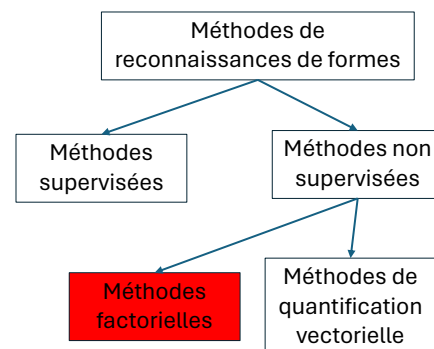 Méthodes de
reconnaissances de formes
Méthodes
supervisées
Méthodes non
supervisées
Méthodes
factorielles
Méthodes de
quantification
vectorielle